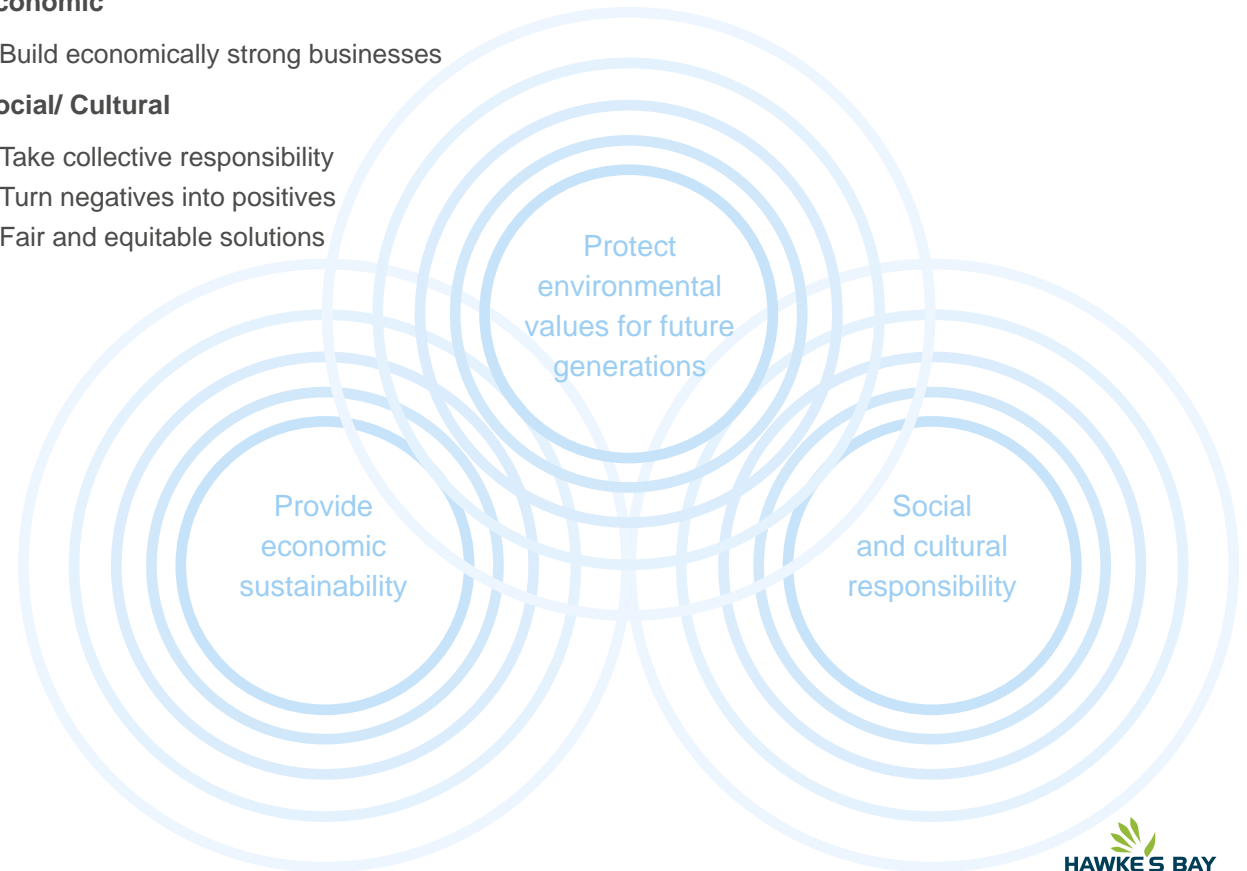 conomic
Build economically strong businesses
ocial/ Cultural
Take collective responsibility
Turn negatives into positives
Fair and equitable solutions
Protect
environmental
values for future
generations
Provide
economic
sustainability
Social
and cultural
responsibility
HAWKE'S BAY